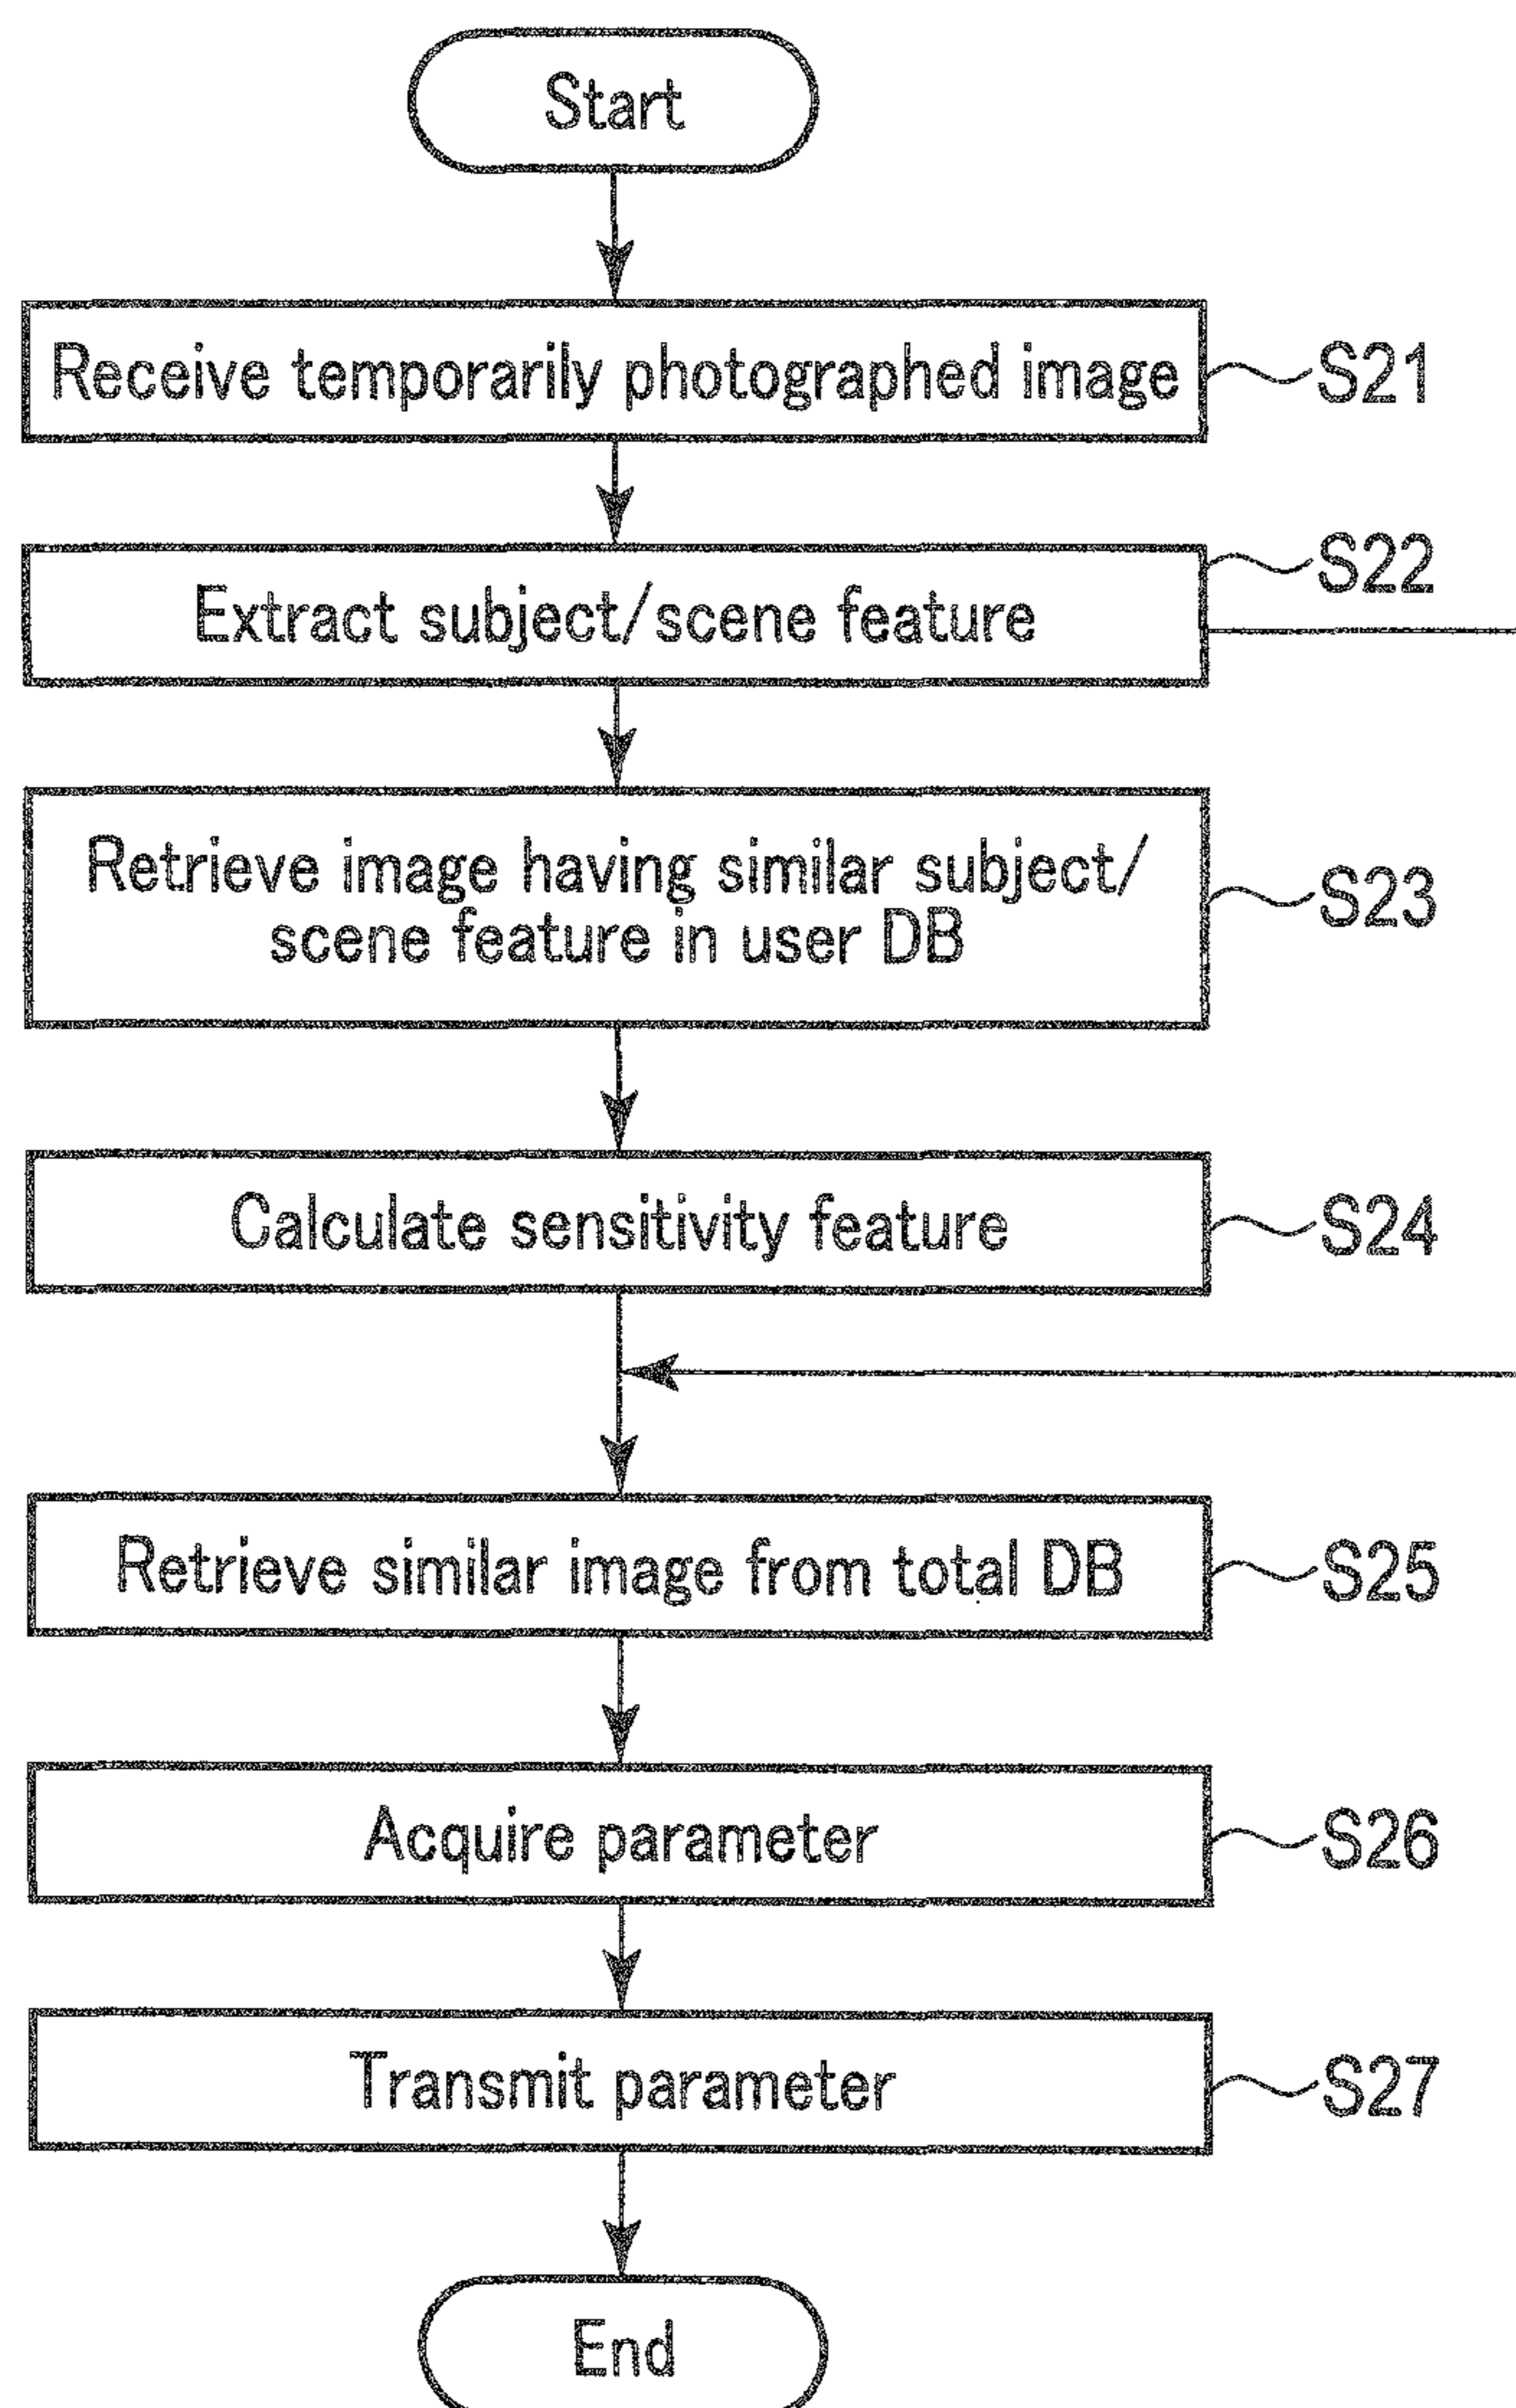 Start
Receive temporarily photographed image
S21
Extract subject/scene feature
S22
Retrieve image having similar subject/
scene feature in user DB
S23
Calculate sensitivity feature
S24
Retrieve similar image from total DB
S25
Acquire parameter
S26
Transmit parameter
S27
End